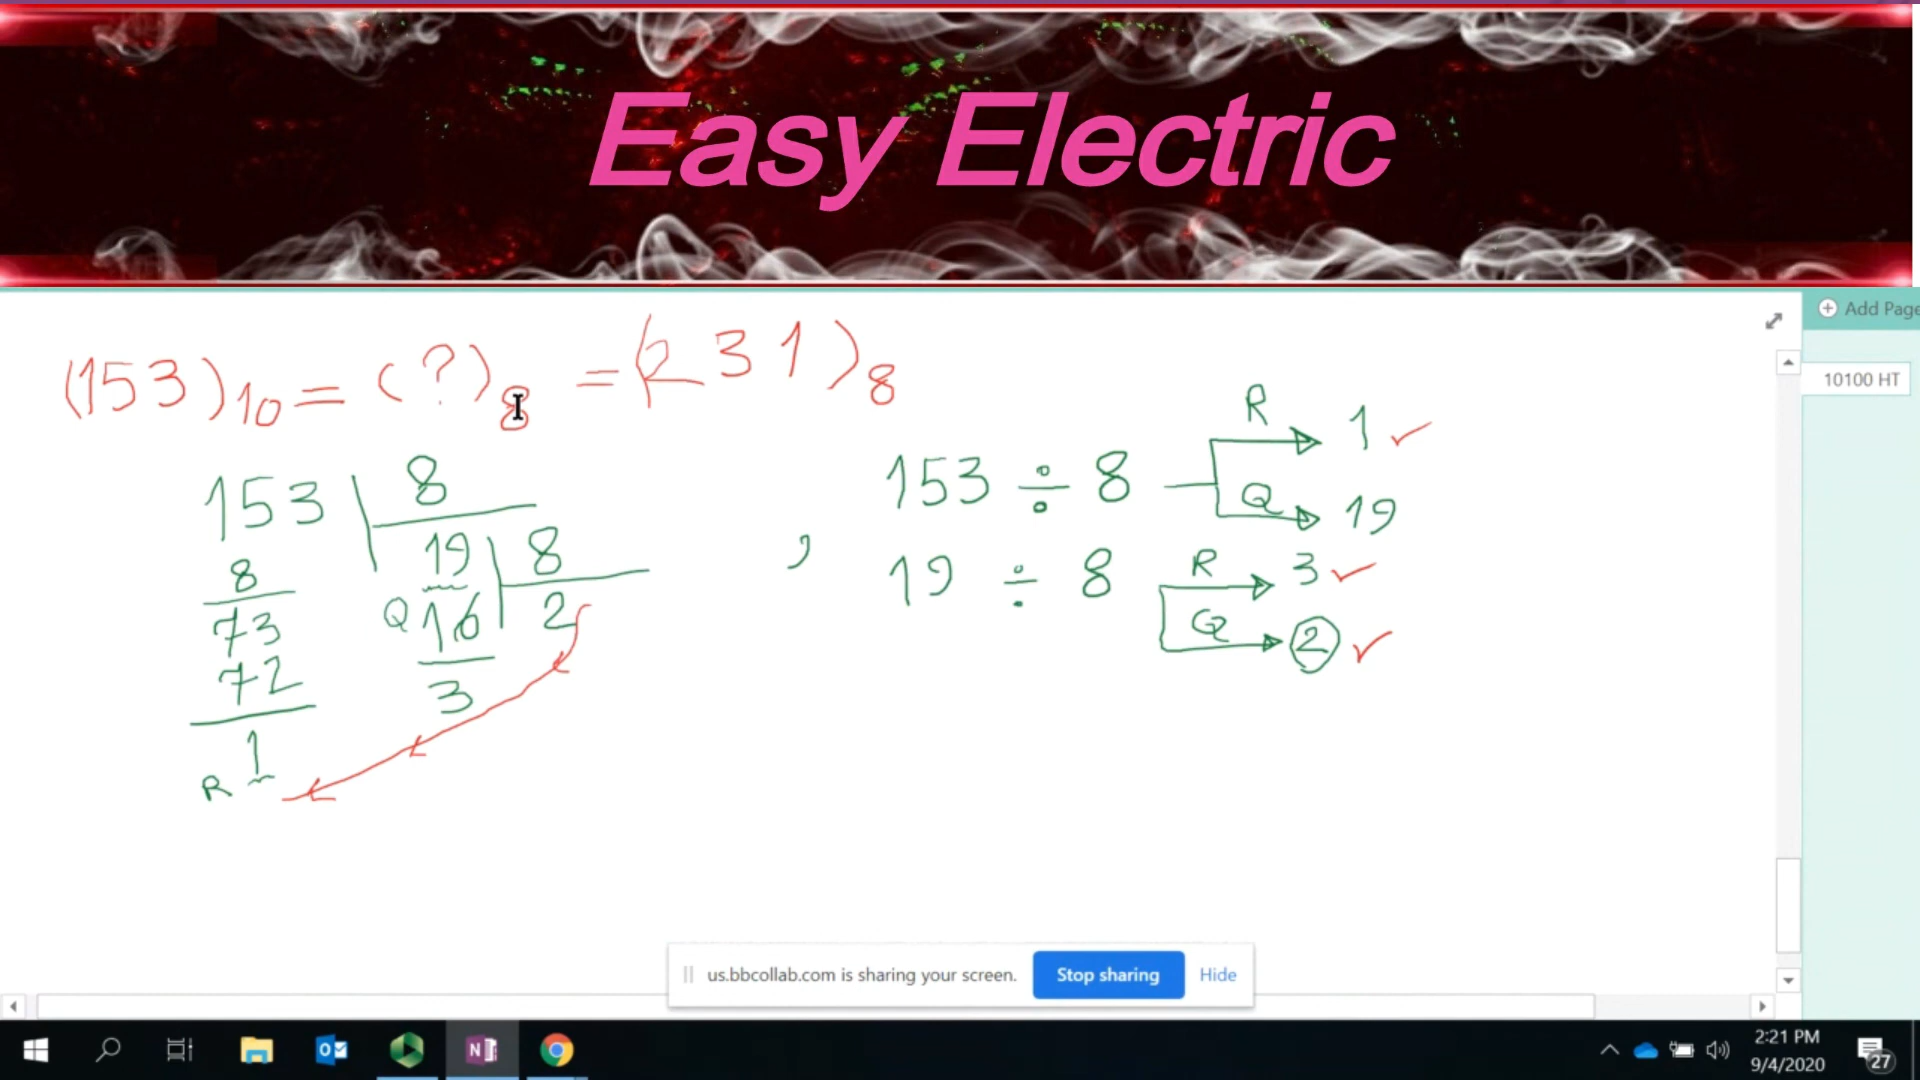 Easy Electric
Add Page
10100 HT
(153)10 = (?)8 = (231)8
153 | 8
8
73
72
R 1
19 | 8
Q 16
3
2
,
153 ÷ 8
R 1 ✓
Q 19
19 ÷ 8
R 3 ✓
Q 2 ✓
us.bbcollab.com is sharing your screen.
Stop sharing
Hide
2:21 PM
9/4/2020
27